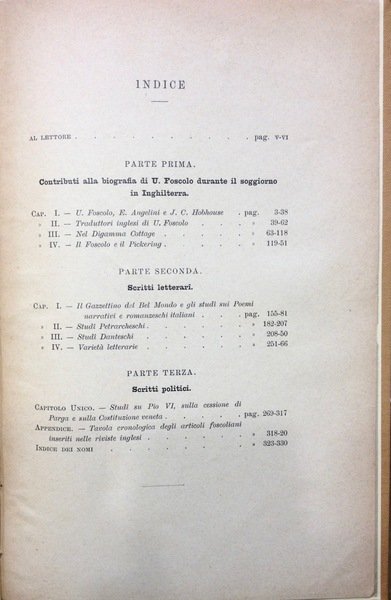 INDICE
AL LETTORE . . . . . . . . . . pag. V-VI
PARTE PRIMA.
Contributi alla biografia di U. Foscolo durante il soggiorno
in Inghilterra.
CAP. I. — U. Foscolo, E. Angelini e J. C. Hobhouse . pag. 3-38
» II. — Traduttori inglesi di U. Foscolo . . . » 39-62
» III. — Nel Digamma Cottage . . . . . » 63-118
» IV. — Il Foscolo e il Pickering . . . . . » 119-51
PARTE SECONDA.
Scritti letterari.
CAP. I. — Il Gazzettino del Bel Mondo e gli studi sui Poemi
narrativi e romanzeschi italiani . . . . pag. 155-81
» II. — Studi Petrarcheschi . . . . . . » 182-207
» III. — Studi Danteschi . . . . . . » 208-50
» IV. — Varietà letterarie . . . . . . » 251-66
PARTE TERZA.
Scritti politici.
CAPITOLO UNICO. — Studi su Pio VI, sulla cessione di
Parga e sulla Costituzione veneta . . . . pag. 269-317
APPENDICE. — Tavola cronologica degli articoli foscoliani
inseriti nelle riviste inglesi . . . . . » 318-20
INDICE DEI NOMI . . . . . . . » 323-330